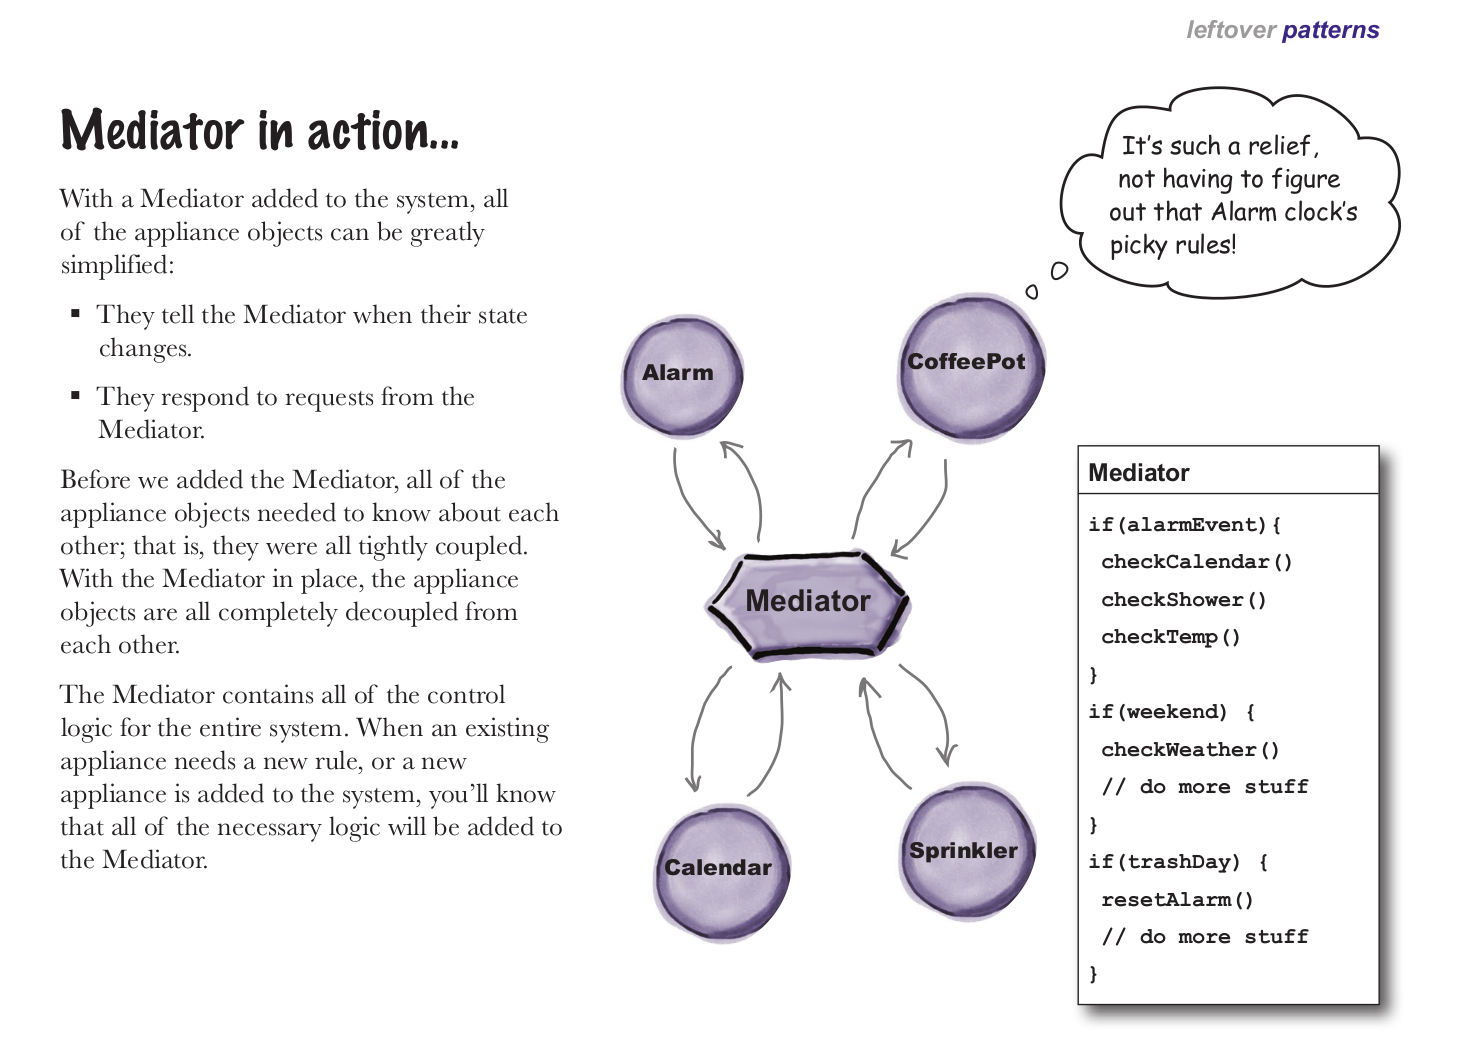 leftover patterns
Mediator in action...
With a Mediator added to the system, all
of the appliance objects can be greatly
simplified:
▪ They tell the Mediator when their state
changes.
▪ They respond to requests from the
Mediator.
Before we added the Mediator, all of the
appliance objects needed to know about each
other; that is, they were all tightly coupled.
With the Mediator in place, the appliance
objects are all completely decoupled from
each other.
The Mediator contains all of the control
logic for the entire system. When an existing
appliance needs a new rule, or a new
appliance is added to the system, you’ll know
that all of the necessary logic will be added to
the Mediator.
It’s such a relief,
not having to figure
out that Alarm clock’s
picky rules!
Alarm
CoffeePot
Mediator
Calendar
Sprinkler
Mediator
if(alarmEvent){
checkCalendar()
checkShower()
checkTemp()
}
if(weekend) {
checkWeather()
// do more stuff
}
if(trashDay) {
resetAlarm()
// do more stuff
}